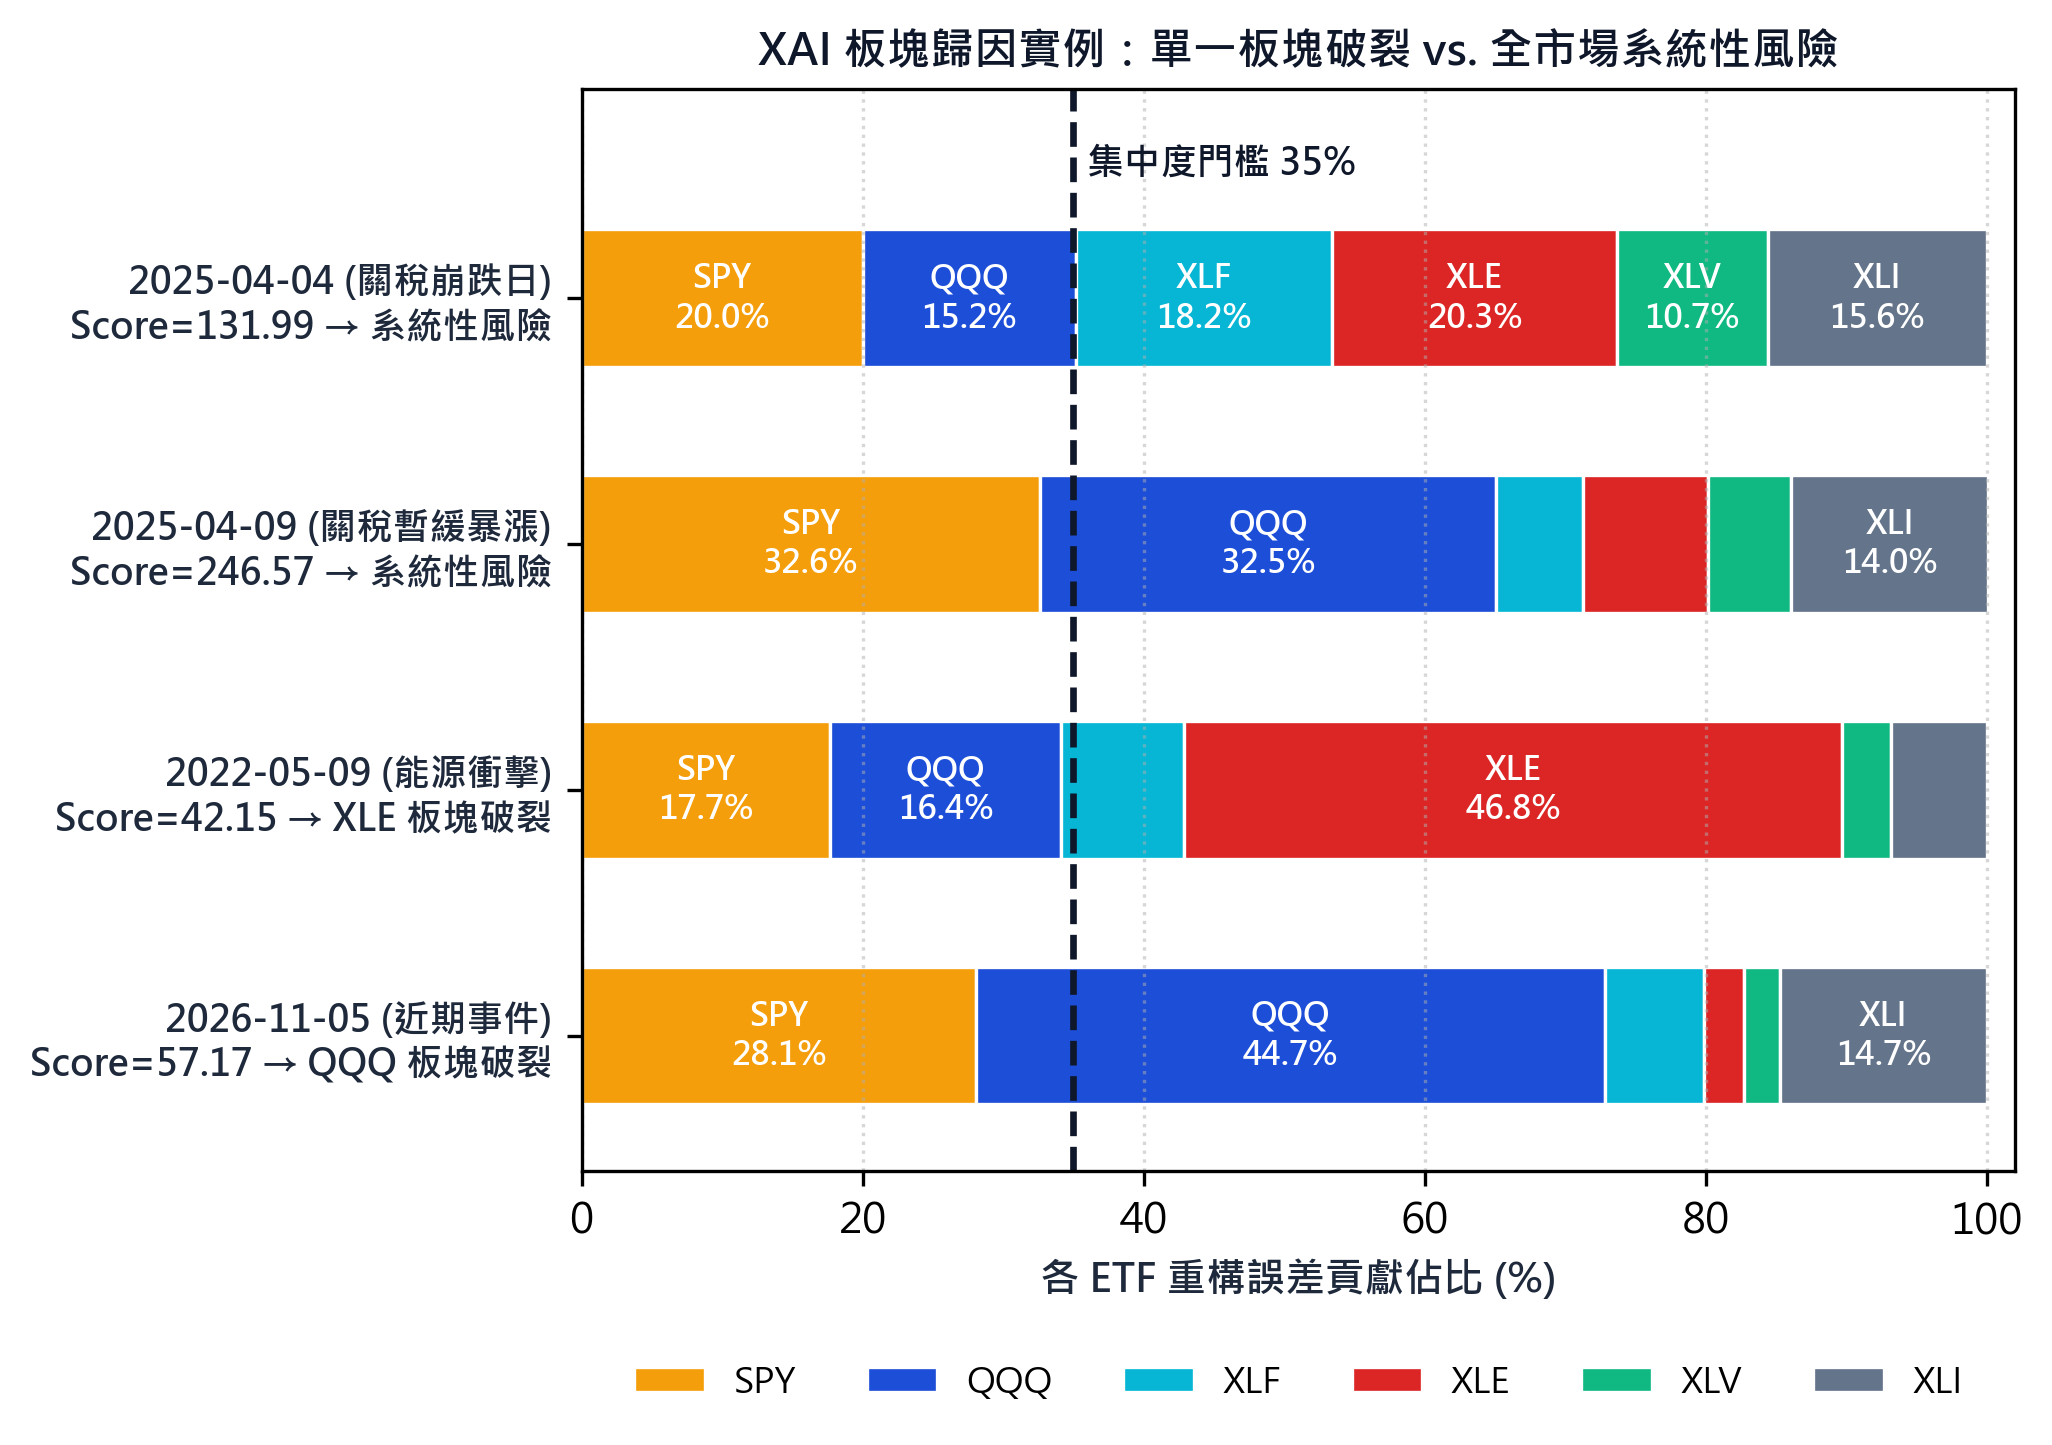 XAI 板塊歸因實例：單一板塊破裂 vs. 全市場系統性風險
集中度門檻 35%
2025-04-04 (關稅崩跌日)
Score=131.99 → 系統性風險
SPY
20.0%
QQQ
15.2%
XLF
18.2%
XLE
20.3%
XLV
10.7%
XLI
15.6%
2025-04-09 (關稅暫緩暴漲)
Score=246.57 → 系統性風險
SPY
32.6%
QQQ
32.5%
XLI
14.0%
2022-05-09 (能源衝擊)
Score=42.15 → XLE 板塊破裂
SPY
17.7%
QQQ
16.4%
XLE
46.8%
2026-11-05 (近期事件)
Score=57.17 → QQQ 板塊破裂
SPY
28.1%
QQQ
44.7%
XLI
14.7%
0 20 40 60 80 100
各 ETF 重構誤差貢獻佔比 (%)
SPY QQQ XLF XLE XLV XLI